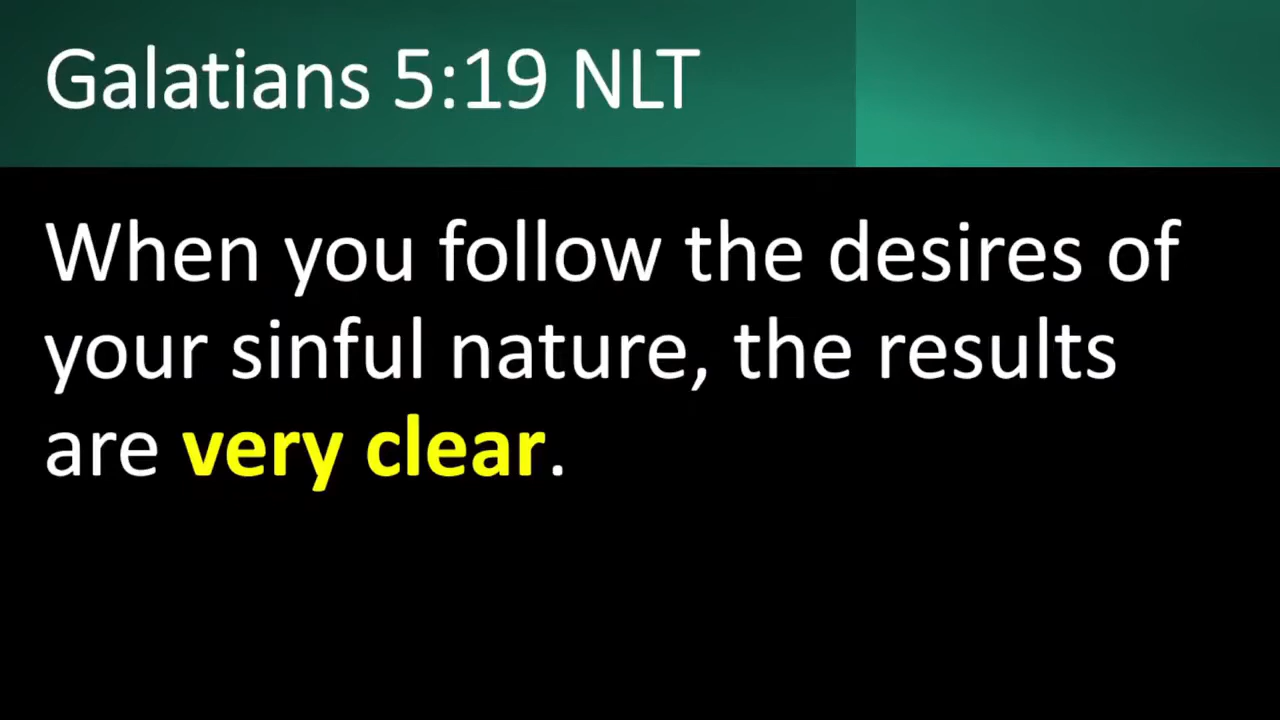 Galatians 5:19 NLT
When you follow the desires of
your sinful nature, the results
are very clear.